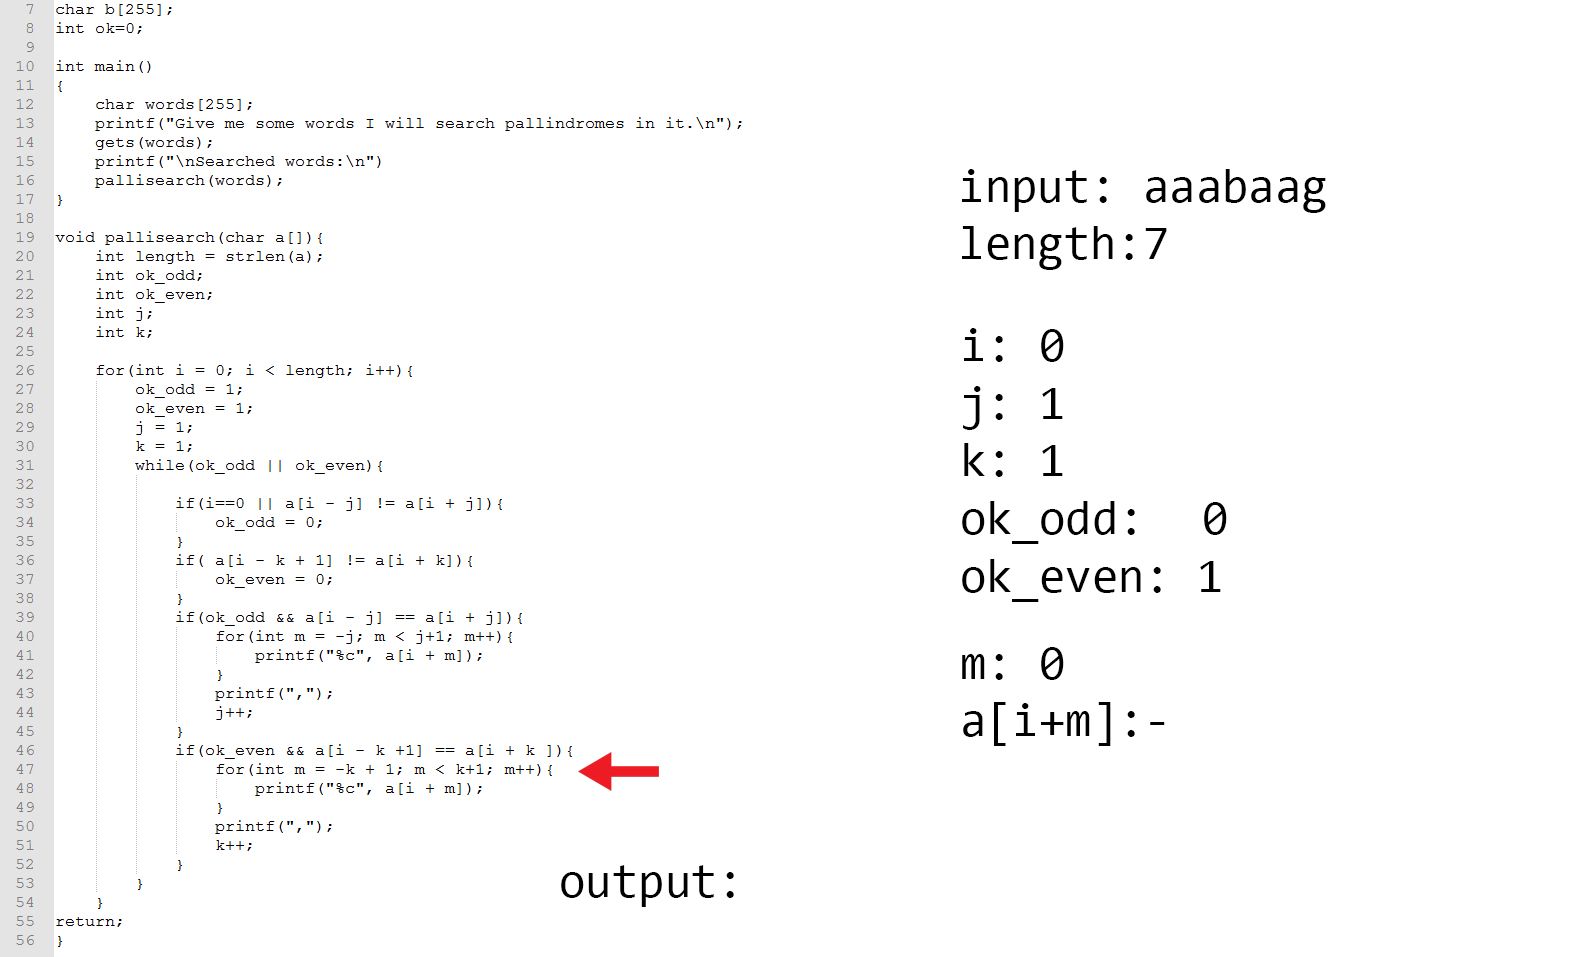 7 char b[255];
8 int ok=0;
9
10 int main()
11 {
12     char words[255];
13     printf("Give me some words I will search pallindromes in it.\n");
14     gets(words);
15     printf("\nSearched words:\n")
16     pallisearch(words);
17 }
18
19 void pallisearch(char a[]){
20     int length = strlen(a);
21     int ok_odd;
22     int ok_even;
23     int j;
24     int k;
25
26     for(int i = 0; i < length; i++){
27         ok_odd = 1;
28         ok_even = 1;
29         j = 1;
30         k = 1;
31         while(ok_odd || ok_even){
32
33             if(i==0 || a[i - j] != a[i + j]){
34                 ok_odd = 0;
35             }
36             if( a[i - k + 1] != a[i + k]){
37                 ok_even = 0;
38             }
39             if(ok_odd && a[i - j] == a[i + j]){
40                 for(int m = -j; m < j+1; m++){
41                     printf("%c", a[i + m]);
42                 }
43                 printf(",");
44                 j++;
45             }
46             if(ok_even && a[i - k +1] == a[i + k ]){
47                 for(int m = -k + 1; m < k+1; m++){
48                     printf("%c", a[i + m]);
49                 }
50                 printf(",");
51                 k++;
52             }
53         }
54     }
55 return;
56 }
input: aaabaag
length:7
i: 0
j: 1
k: 1
ok_odd: 0
ok_even: 1
m: 0
a[i+m]:-
output: